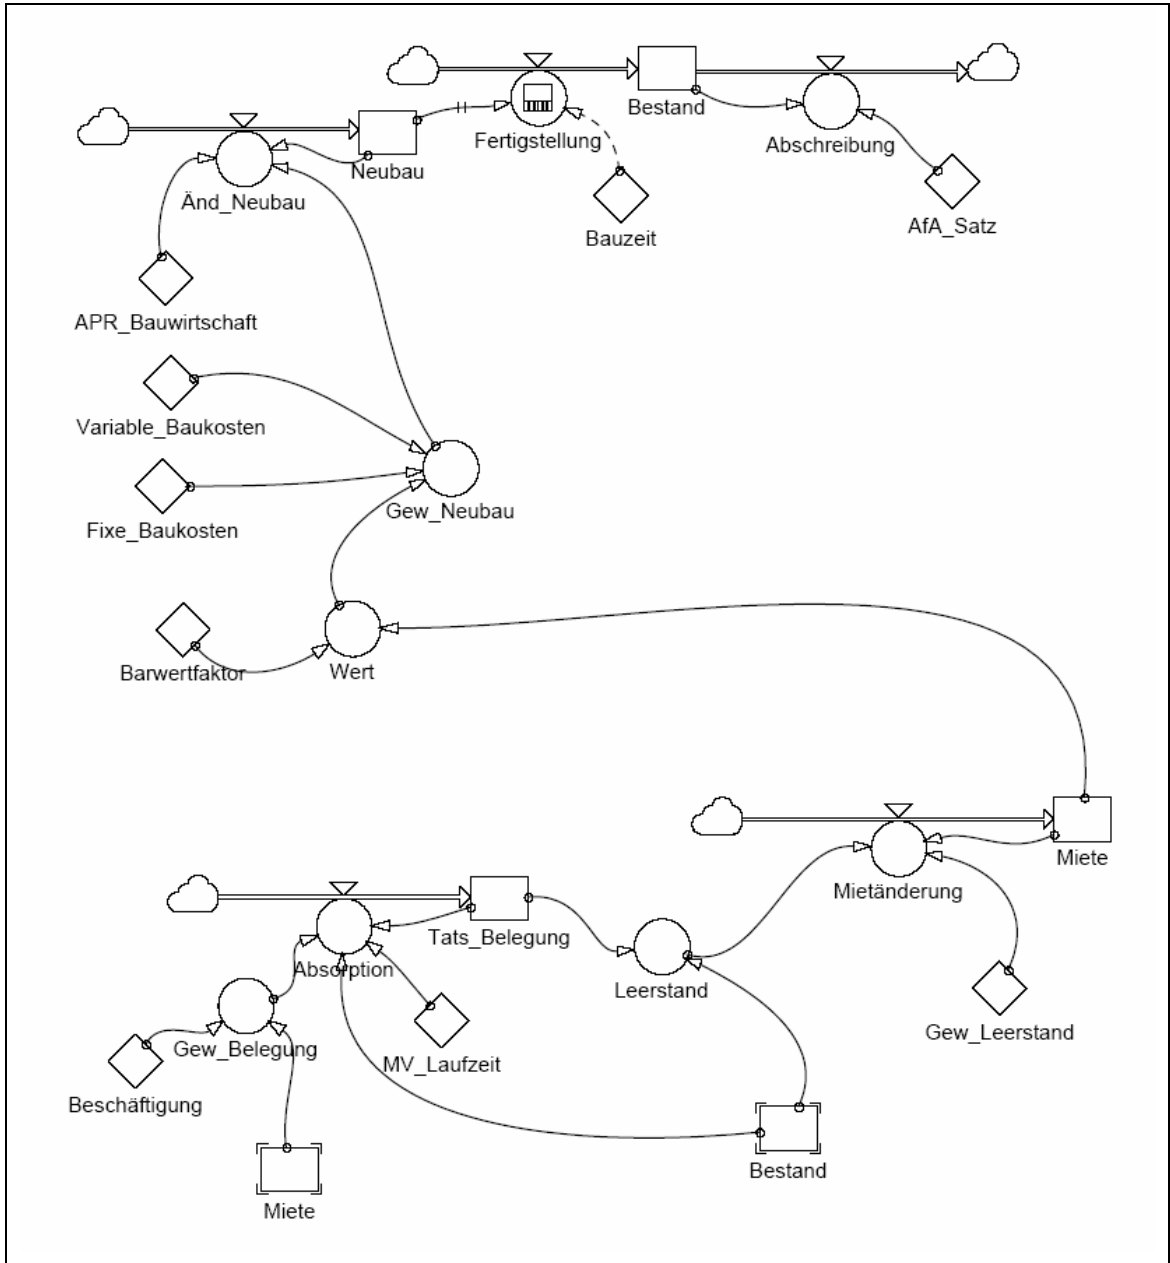 Bestand
Fertigstellung
Abschreibung
Neubau
Änd_Neubau
AfA_Satz
Bauzeit
APR_Bauwirtschaft
Variable_Baukosten
Gew_Neubau
Fixe_Baukosten
Barwertfaktor
Wert
Miete
Mietänderung
Tats_Belegung
Absorption
Leerstand
Gew_Leerstand
Gew_Belegung
MV_Laufzeit
Beschäftigung
Bestand
Miete